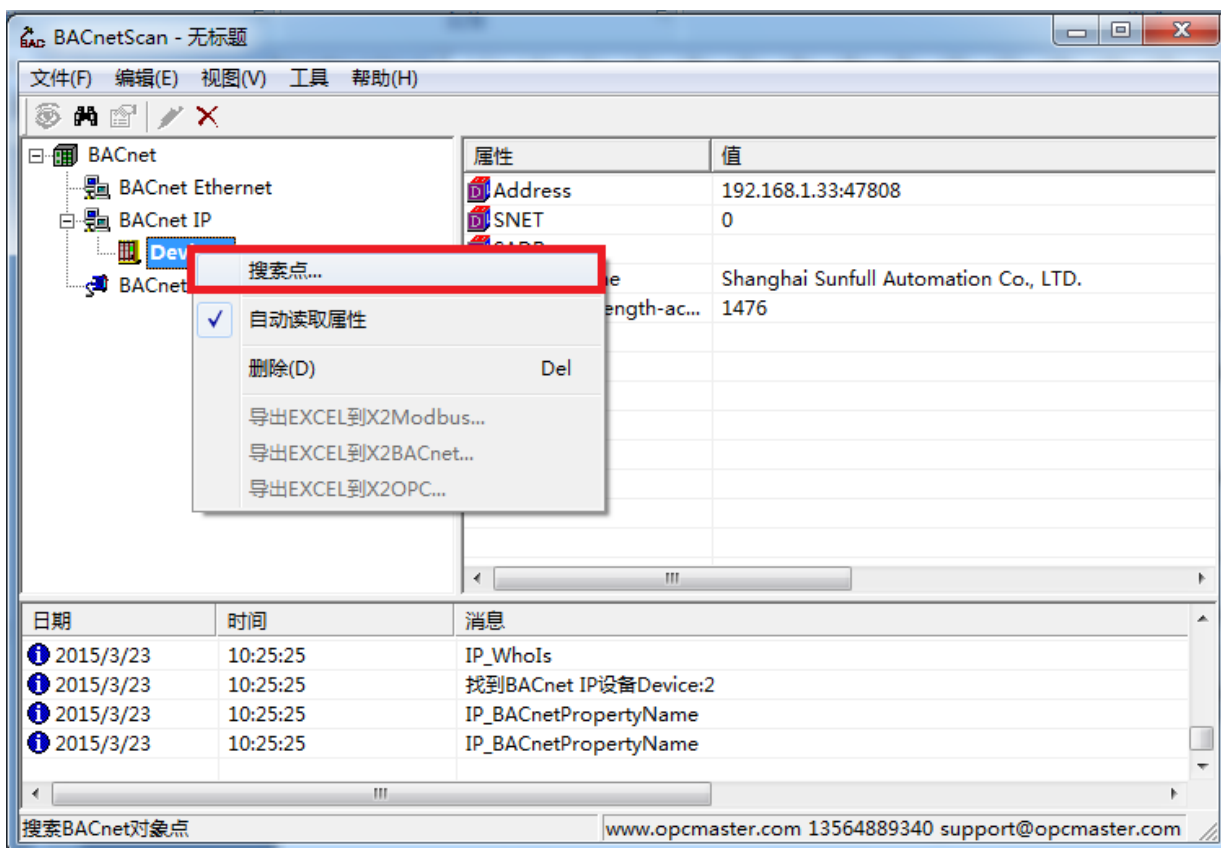 BACnetScan - 无标题
文件(F) 编辑(E) 视图(V) 工具 帮助(H)
BACnet
BACnet Ethernet
BACnet IP
BACnet
属性 值
Address 192.168.1.33:47808
SNET 0
Shanghai Sunfull Automation Co., LTD.
ength-ac... 1476
搜索点...
自动读取属性
删除(D) Del
导出EXCEL到X2Modbus...
导出EXCEL到X2BACnet...
导出EXCEL到X2OPC...
日期 时间 消息
2015/3/23 10:25:25 IP_WhoIs
2015/3/23 10:25:25 找到BACnet IP设备Device:2
2015/3/23 10:25:25 IP_BACnetPropertyName
2015/3/23 10:25:25 IP_BACnetPropertyName
搜索BACnet对象点 www.opcmaster.com 13564889340 support@opcmaster.com